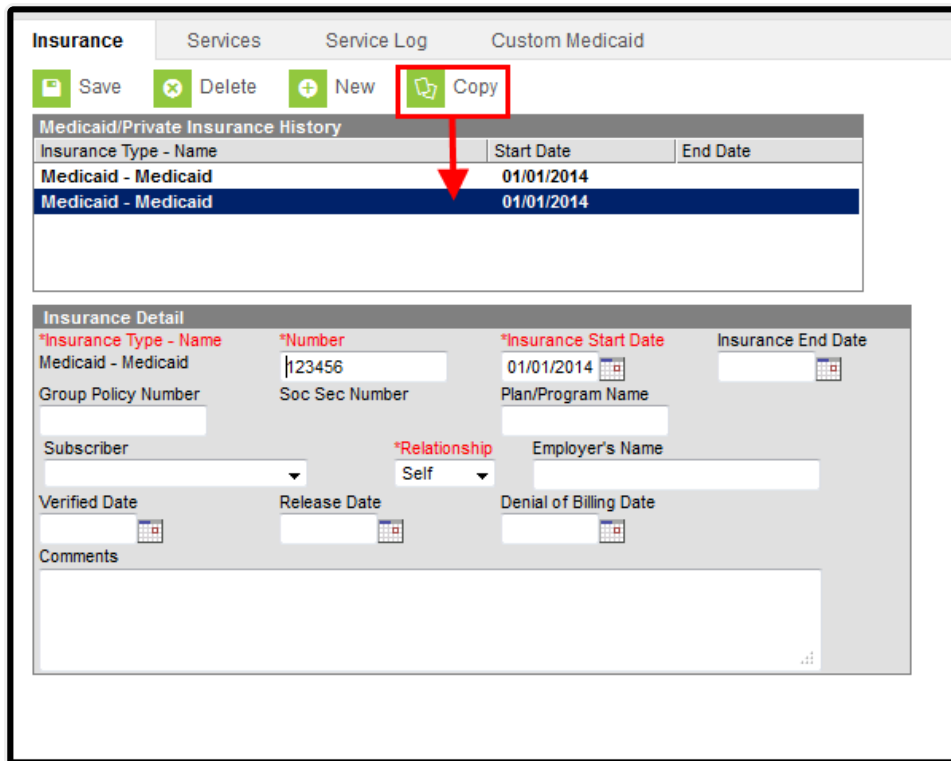 Insurance Services Service Log Custom Medicaid
Save Delete New Copy
Medicaid/Private Insurance History
Insurance Type - Name Start Date End Date
Medicaid - Medicaid 01/01/2014
Medicaid - Medicaid 01/01/2014
Insurance Detail
*Insurance Type - Name *Number *Insurance Start Date Insurance End Date
Medicaid - Medicaid 123456 01/01/2014
Group Policy Number Soc Sec Number Plan/Program Name
Subscriber *Relationship Employer's Name
Self
Verified Date Release Date Denial of Billing Date
Comments